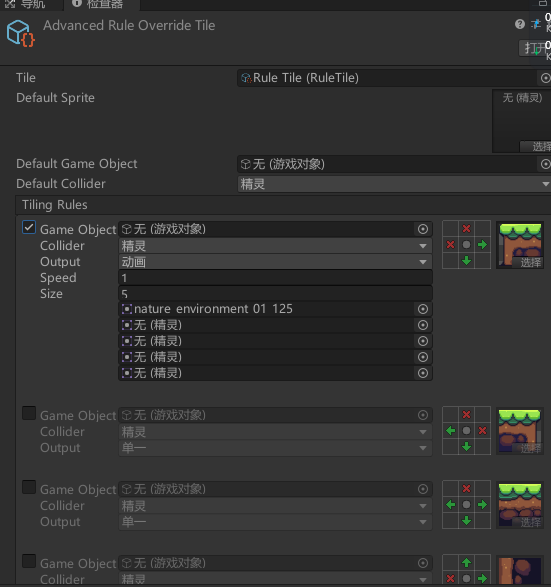 导航 检查器
Advanced Rule Override Tile
打开
Tile Rule Tile (RuleTile)
Default Sprite 无 (精灵)
选择
Default Game Object 无 (游戏对象)
Default Collider 精灵
Tiling Rules
Game Object 无 (游戏对象)
Collider 精灵
Output 动画 选择
Speed 1
Size 5
nature environment 01 125
无 (精灵)
无 (精灵)
无 (精灵)
无 (精灵)
Game Object 无 (游戏对象)
Collider 精灵
Output 单一 选择
Game Object 无 (游戏对象)
Collider 精灵
Output 单一 选择
Game Object 无 (游戏对象)
Collider 精灵